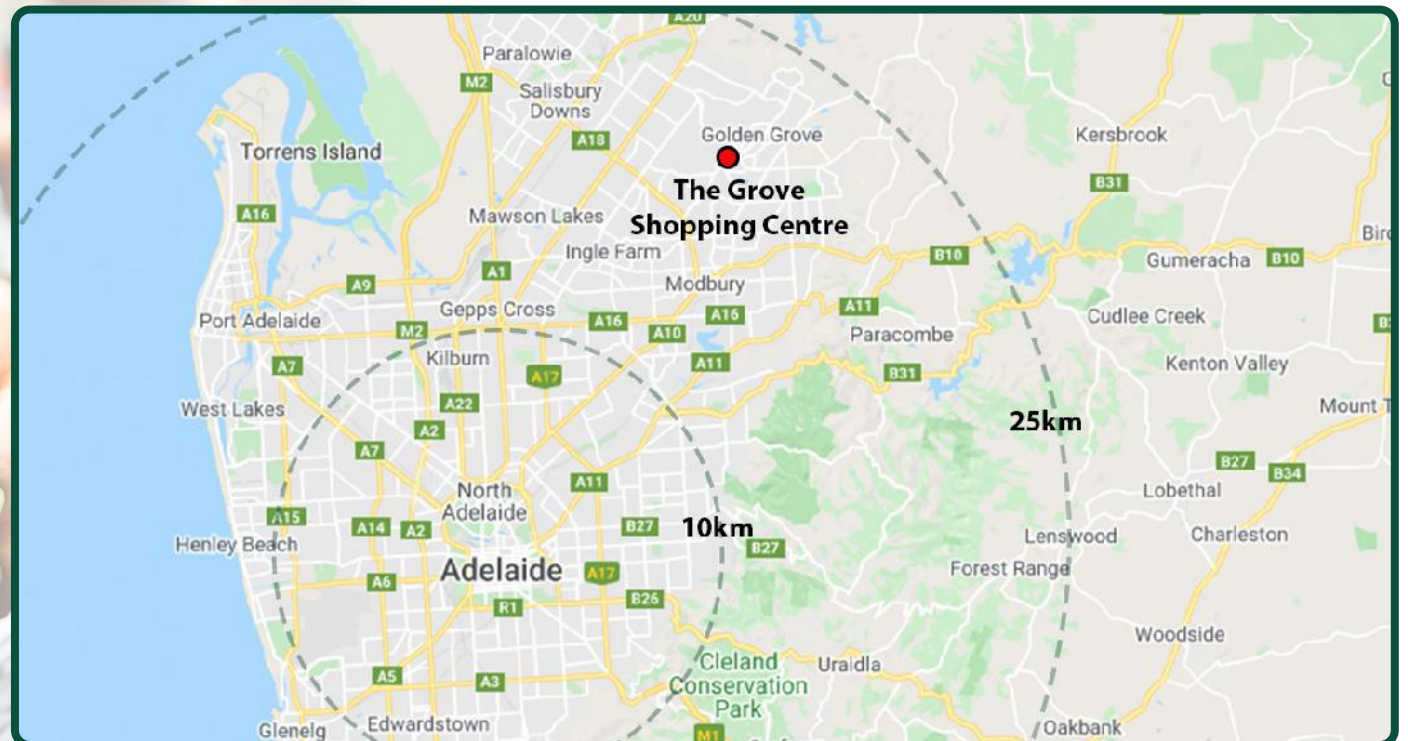 A20
Paralowie
M2
Salisbury
Downs
A18
Golden Grove
Kersbrook
Torrens Island
The Grove
Shopping Centre
B31
A16
Mawson Lakes
Ingle Farm
B10
Gumeracha
B10
A1
A9
Modbury
A11
Gepps Cross
A16
A16
Port Adelaide
M2
A10
Paracombe
Cudlee Creek
Kilburn
A7
A11
Kenton Valley
A17
B31
A22
West Lakes
Mount
25km
A2
A7
B27
B34
A11
North
Adelaide
Lobethal
A15
A14
A2
B27
10km
Lenswood
Charleston
Henley Beach
B27
Adelaide
A17
Forest Range
A6
R1
B26
Woodside
Cleland
Conservation
Park
Uraidla
A5
A3
Glenelg
Edwardstown
M1
Oakbank